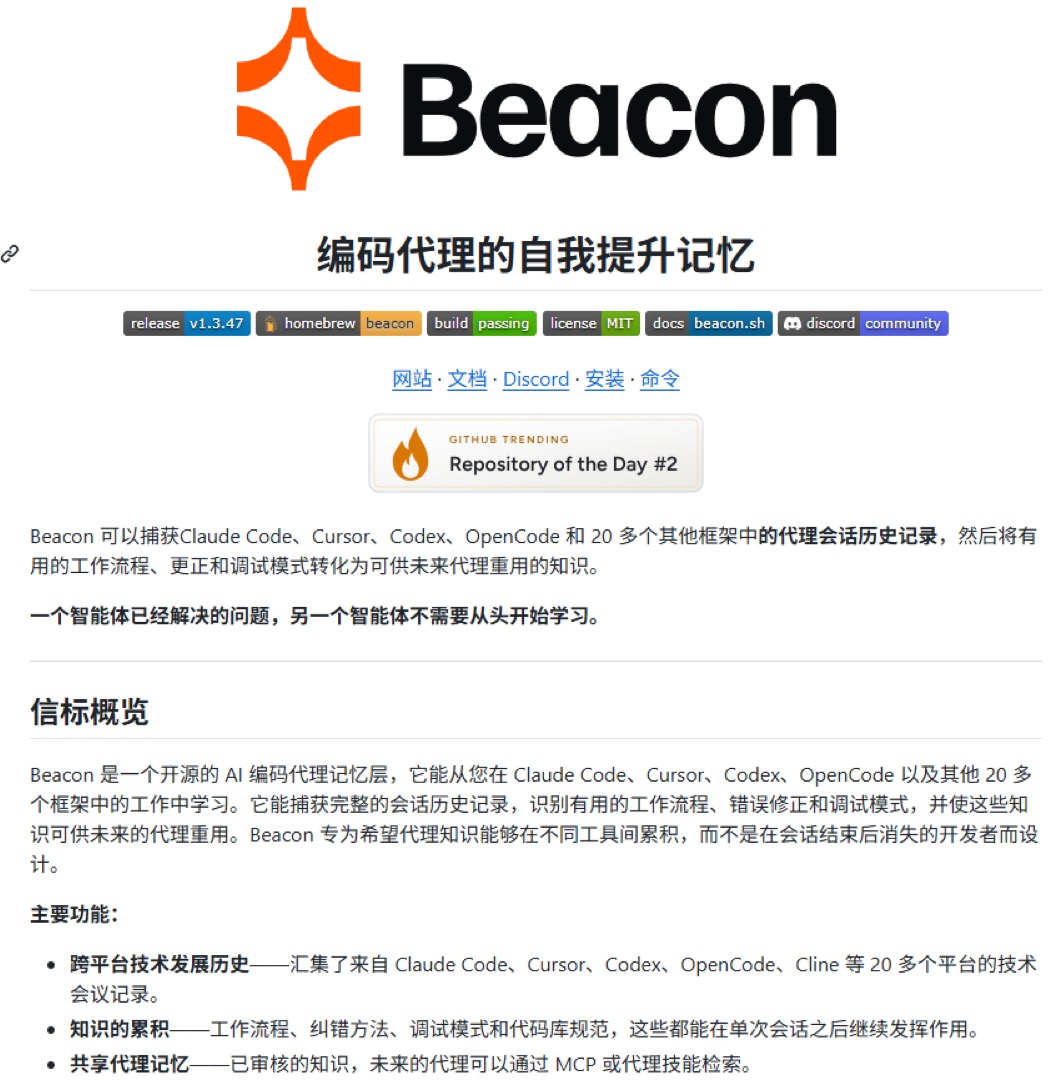 Beacon
编码代理的自我提升记忆
release v1.3.47 homebrew beacon build passing license MIT docs beacon.sh discord community
网站 · 文档 · Discord · 安装 · 命令
GITHUB TRENDING
Repository of the Day #2
Beacon 可以捕获Claude Code、Cursor、Codex、OpenCode 和 20 多个其他框架中的代理会话历史记录，然后将有
用的工作流程、更正和调试模式转化为可供未来代理重用的知识。
一个智能体已经解决的问题，另一个智能体不需要从头开始学习。
信标概览
Beacon 是一个开源的 AI 编码代理记忆层，它能从您在 Claude Code、Cursor、Codex、OpenCode 以及其他 20 多
个框架中的工作中学习。它能捕获完整的会话历史记录，识别有用的工作流程、错误修正和调试模式，并使这些知
识可供未来的代理重用。Beacon 专为希望代理知识能够在不同工具间累积，而不是在会话结束后消失的开发者而设
计。
主要功能：
• 跨平台技术发展历史——汇集了来自 Claude Code、Cursor、Codex、OpenCode、Cline 等 20 多个平台的技术
会议记录。
• 知识的累积——工作流程、纠错方法、调试模式和代码库规范，这些都能在单次会话之后继续发挥作用。
• 共享代理记忆——已审核的知识，未来的代理可以通过 MCP 或代理技能检索。